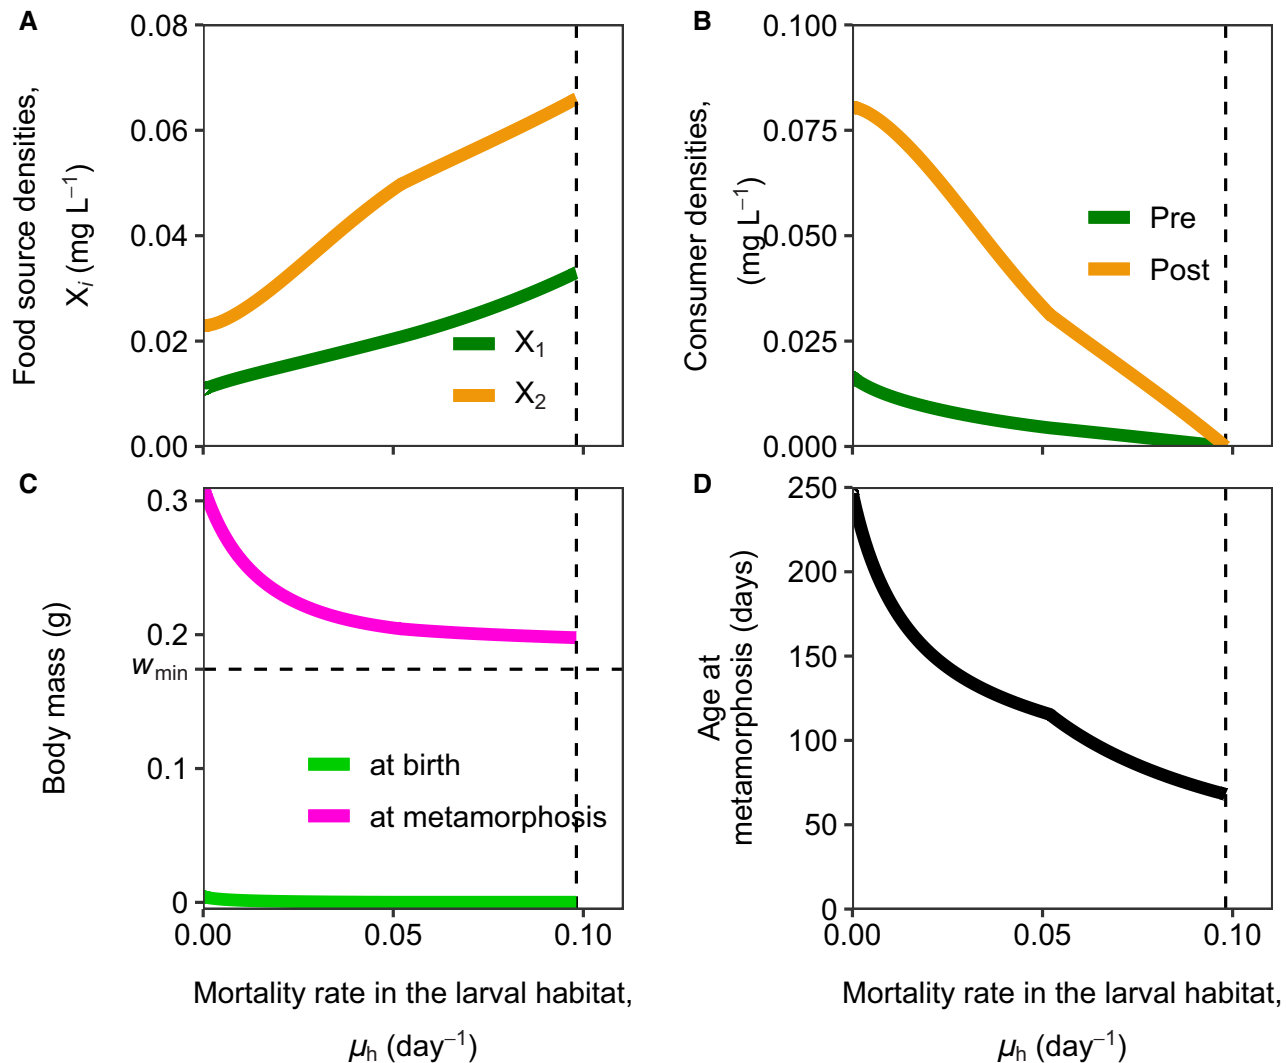 A
Food source densities,
X𝑖 (mg L⁻¹)
0.08
0.06
0.04
0.02
0.00
X₁
X₂
B
Consumer densities,
(mg L⁻¹)
0.100
0.075
0.050
0.025
0.000
Pre
Post
C
Body mass (g)
0.3
0.2
w_min
0.1
0
at birth
at metamorphosis
0.00 0.05 0.10
Mortality rate in the larval habitat,
μ_h (day⁻¹)
D
Age at
metamorphosis (days)
250
200
150
100
50
0
0.00 0.05 0.10
Mortality rate in the larval habitat,
μ_h (day⁻¹)